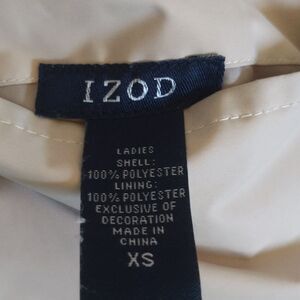 IZOD
LADIES
SHELL:
100% POLYESTER
LINING:
100% POLYESTER
EXCLUSIVE OF
DECORATION
MADE IN
CHINA
XS